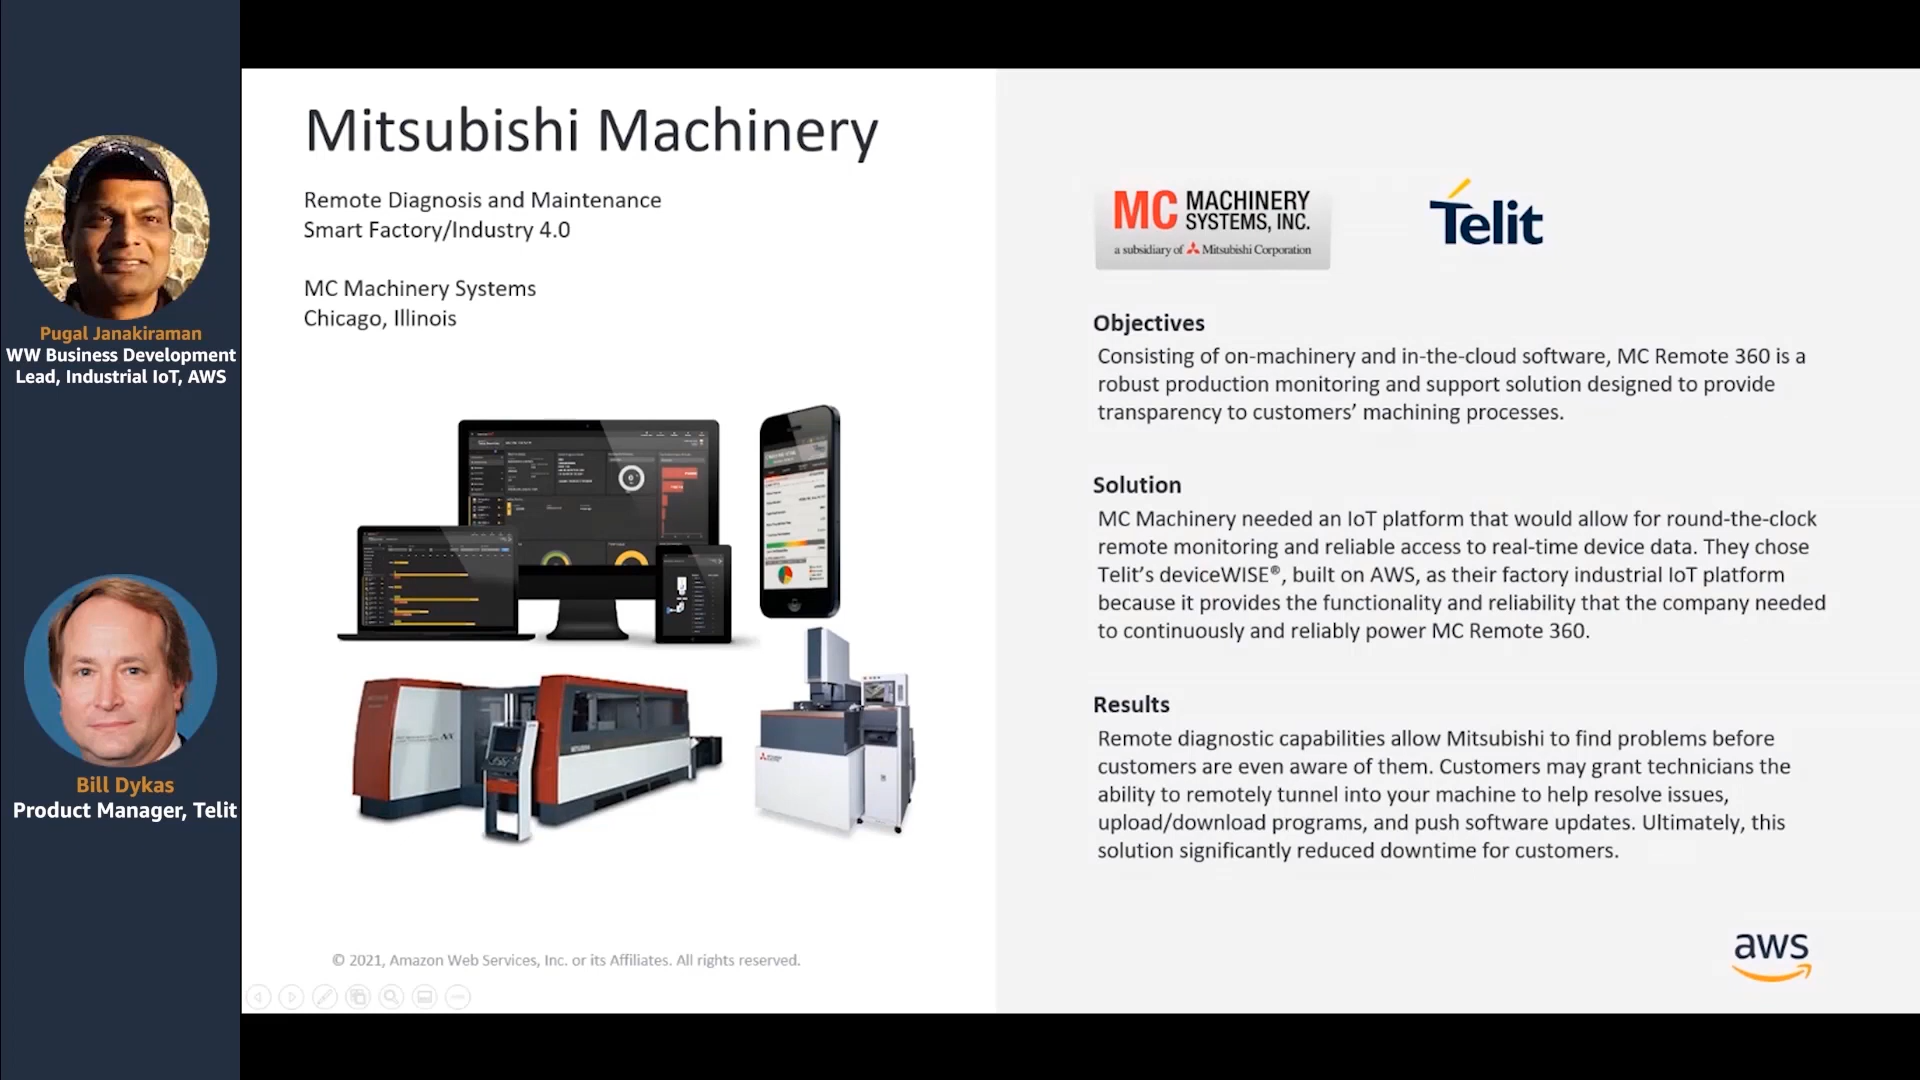 Pugal Janakiraman
WW Business Development
Lead, Industrial IoT, AWS
Bill Dykas
Product Manager, Telit
Mitsubishi Machinery
Remote Diagnosis and Maintenance
Smart Factory/Industry 4.0
MC Machinery Systems
Chicago, Illinois
© 2021, Amazon Web Services, Inc. or its Affiliates. All rights reserved.
MC MACHINERY SYSTEMS, INC.
a subsidiary of Mitsubishi Corporation
Telit
Objectives
Consisting of on-machinery and in-the-cloud software, MC Remote 360 is a
robust production monitoring and support solution designed to provide
transparency to customers’ machining processes.
Solution
MC Machinery needed an IoT platform that would allow for round-the-clock
remote monitoring and reliable access to real-time device data. They chose
Telit’s deviceWISE®, built on AWS, as their factory industrial IoT platform
because it provides the functionality and reliability that the company needed
to continuously and reliably power MC Remote 360.
Results
Remote diagnostic capabilities allow Mitsubishi to find problems before
customers are even aware of them. Customers may grant technicians the
ability to remotely tunnel into your machine to help resolve issues,
upload/download programs, and push software updates. Ultimately, this
solution significantly reduced downtime for customers.
aws